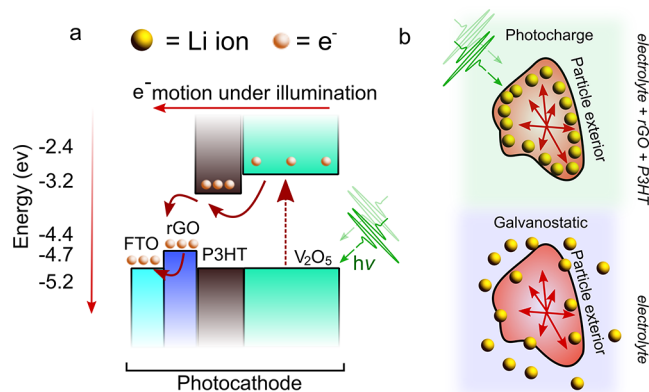 a
= Li ion
= e-
e- motion under illumination
Energy (ev)
-2.4
-3.2
-4.4
-4.7
-5.2
FTO
rGO
P3HT
V2O5
hv
Photocathode
b
Photocharge
Particle exterior
electrolyte + rGO + P3HT
Galvanostatic
Particle exterior
electrolyte